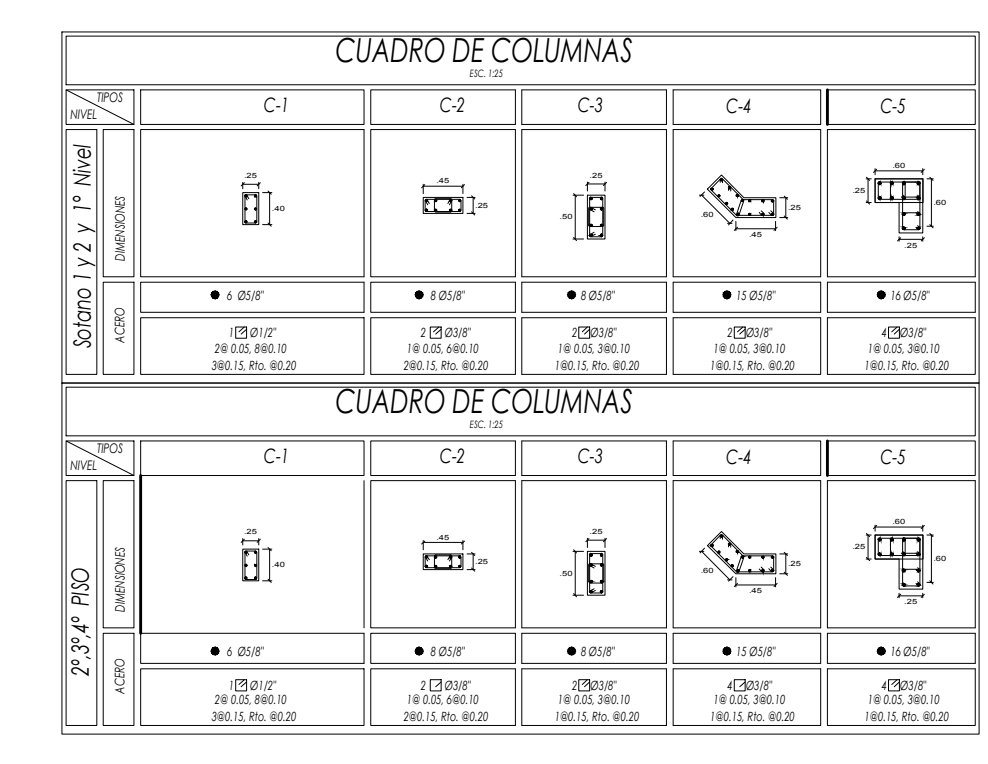 CUADRO DE COLUMNAS
ESC. 1:25
TIPOS
NIVEL
C-1
C-2
C-3
C-4
C-5
Sotano 1 y 2 y 1° Nivel
DIMENSIONES
.25
.40
.45
.25
.25
.50
.60
.45
.25
.60
.25
.60
.25
ACERO
6 Ø5/8"
8 Ø5/8"
8 Ø5/8"
15 Ø5/8"
16 Ø5/8"
1 Ø1/2"
2@ 0.05, 8@0.10
3@0.15, Rto. @0.20
2 Ø3/8"
1@ 0.05, 6@0.10
2@0.15, Rto. @0.20
2 Ø3/8"
1@ 0.05, 3@0.10
1@0.15, Rto. @0.20
2 Ø3/8"
1@ 0.05, 3@0.10
1@0.15, Rto. @0.20
4 Ø3/8"
1@ 0.05, 3@0.10
1@0.15, Rto. @0.20
CUADRO DE COLUMNAS
ESC. 1:25
TIPOS
NIVEL
C-1
C-2
C-3
C-4
C-5
2°,3°,4° PISO
DIMENSIONES
.25
.40
.45
.25
.25
.50
.60
.45
.25
.60
.25
.60
.25
ACERO
6 Ø5/8"
8 Ø5/8"
8 Ø5/8"
15 Ø5/8"
16 Ø5/8"
1 Ø1/2"
2@ 0.05, 8@0.10
3@0.15, Rto. @0.20
2 Ø3/8"
1@ 0.05, 6@0.10
2@0.15, Rto. @0.20
2 Ø3/8"
1@ 0.05, 3@0.10
1@0.15, Rto. @0.20
4 Ø3/8"
1@ 0.05, 3@0.10
1@0.15, Rto. @0.20
4 Ø3/8"
1@ 0.05, 3@0.10
1@0.15, Rto. @0.20